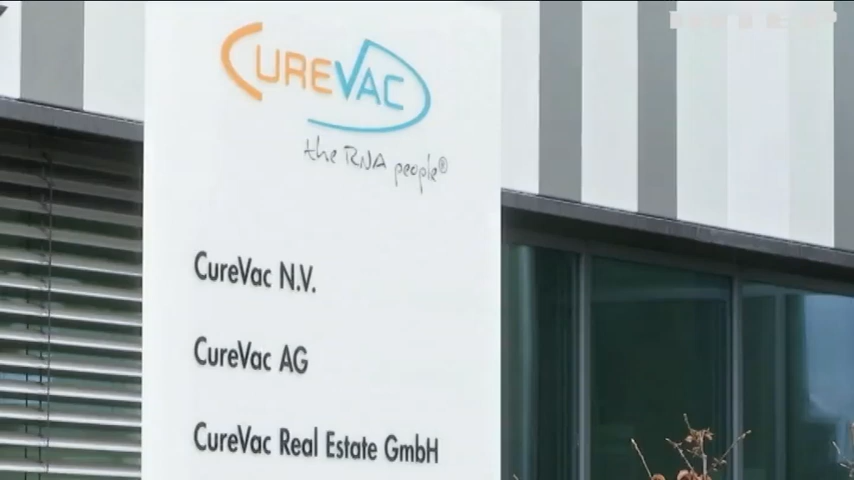 CUREVAC
the RNA people®
CureVac N.V.
CureVac AG
CureVac Real Estate GmbH